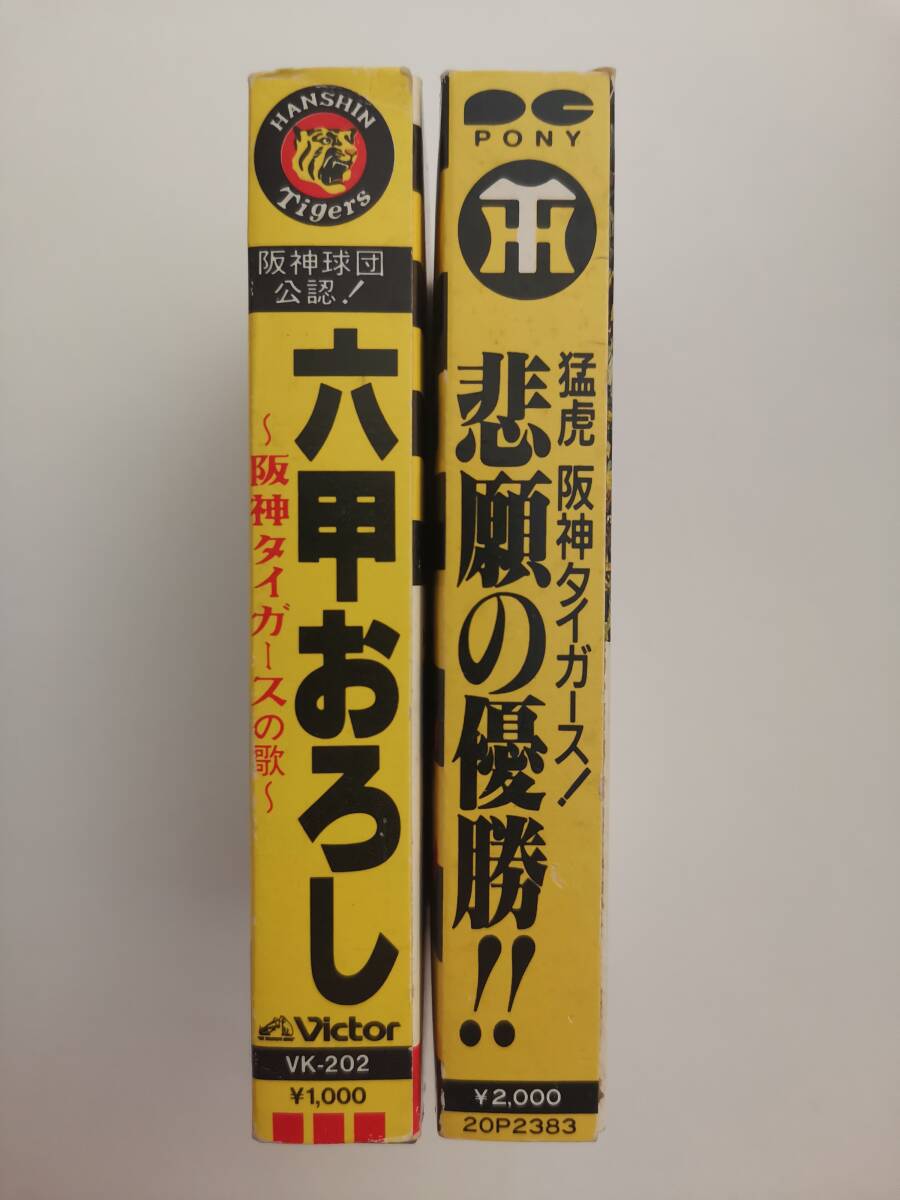 HANSHIN
Tigers
阪神球団
公認!
六甲おろし
～阪神タイガースの歌～
Victor
VK-202
¥1,000
PONY
猛虎 阪神タイガース!
悲願の優勝!!
¥2,000
20P2383